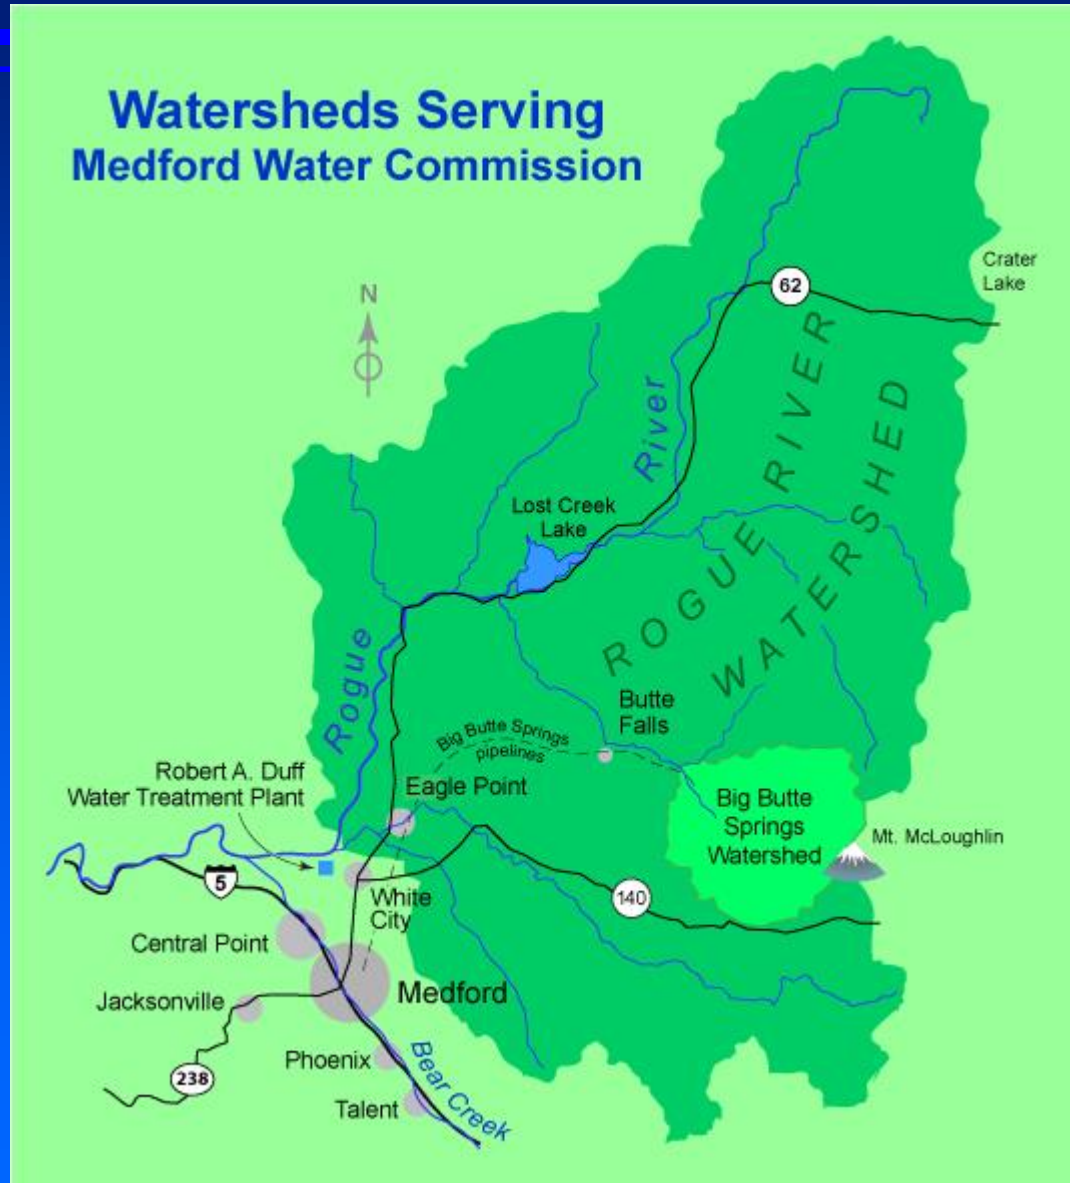 Watersheds Serving
Medford Water Commission
N
Crater
Lake
62
River
ROGUE RIVER
WATERSHED
Lost Creek
Lake
Rogue
Butte
Falls
Big Butte Springs
pipelines
Robert A. Duff
Water Treatment Plant
Eagle Point
Big Butte
Springs
Watershed
Mt. McLoughlin
5
White
City
140
Central Point
Medford
Jacksonville
Phoenix
Bear Creek
238
Talent